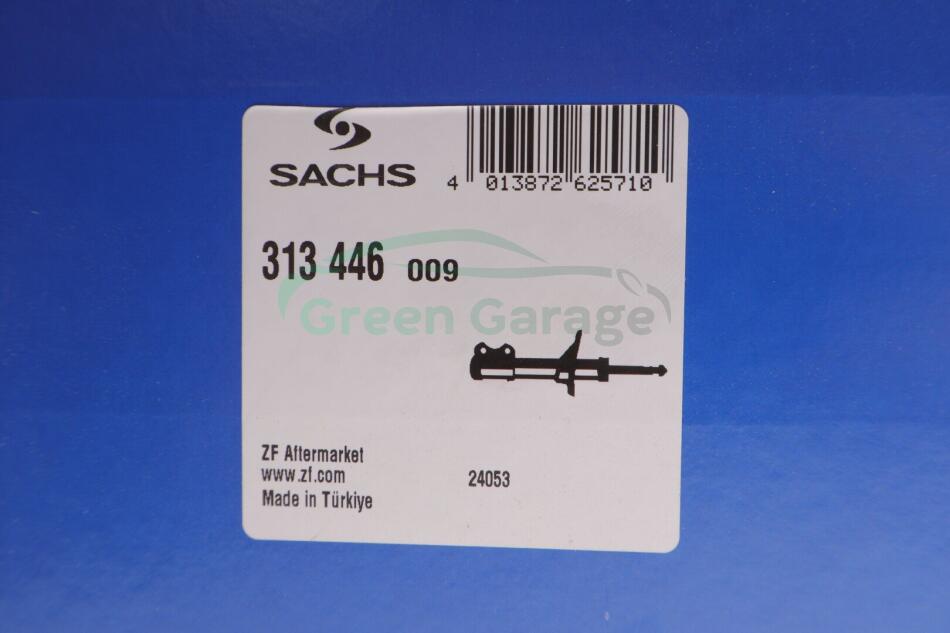 SACHS
4 013872 625710
313 446 009
Green Garage
ZF Aftermarket
www.zf.com
Made in Türkiye
24053